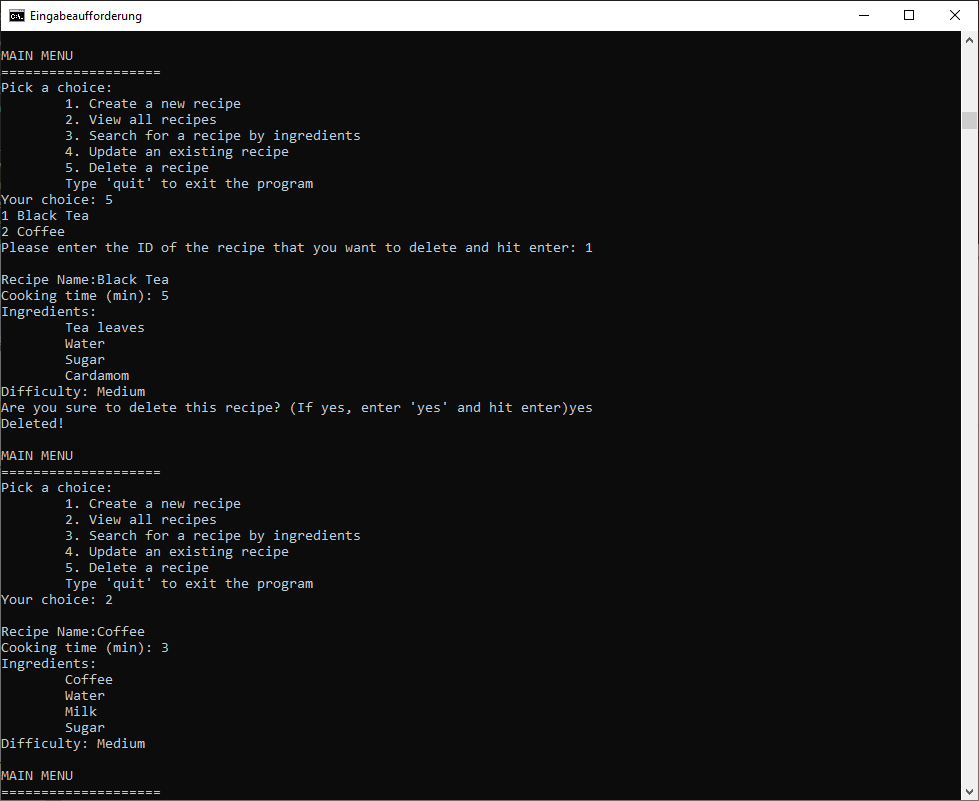 Eingabeaufforderung
MAIN MENU
====================
Pick a choice:
        1. Create a new recipe
        2. View all recipes
        3. Search for a recipe by ingredients
        4. Update an existing recipe
        5. Delete a recipe
        Type 'quit' to exit the program
Your choice: 5
1 Black Tea
2 Coffee
Please enter the ID of the recipe that you want to delete and hit enter: 1
Recipe Name:Black Tea
Cooking time (min): 5
Ingredients:
        Tea leaves
        Water
        Sugar
        Cardamom
Difficulty: Medium
Are you sure to delete this recipe? (If yes, enter 'yes' and hit enter)yes
Deleted!
MAIN MENU
====================
Pick a choice:
        1. Create a new recipe
        2. View all recipes
        3. Search for a recipe by ingredients
        4. Update an existing recipe
        5. Delete a recipe
        Type 'quit' to exit the program
Your choice: 2
Recipe Name:Coffee
Cooking time (min): 3
Ingredients:
        Coffee
        Water
        Milk
        Sugar
Difficulty: Medium
MAIN MENU
====================